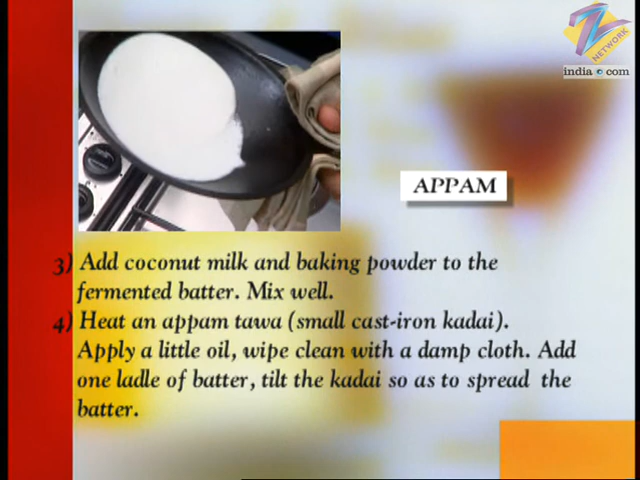 Z
NETWORK
india com
APPAM
3) Add coconut milk and baking powder to the
fermented batter. Mix well.
4) Heat an appam tawa (small cast-iron kadai).
Apply a little oil, wipe clean with a damp cloth. Add
one ladle of batter, tilt the kadai so as to spread the
batter.